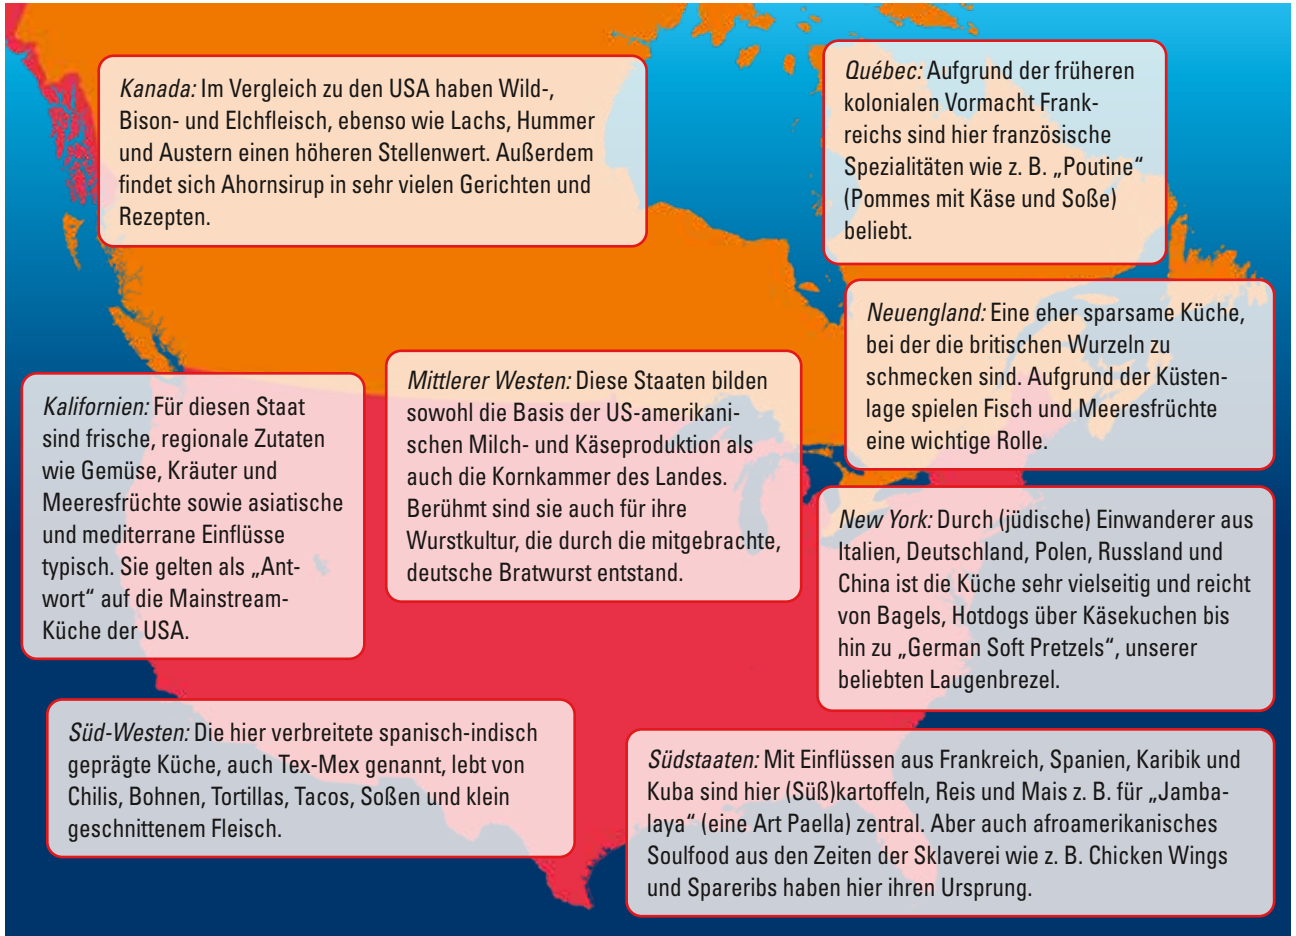 Kanada: Im Vergleich zu den USA haben Wild-,
Bison- und Elchfleisch, ebenso wie Lachs, Hummer
und Austern einen höheren Stellenwert. Außerdem
findet sich Ahornsirup in sehr vielen Gerichten und
Rezepten.
Québec: Aufgrund der früheren
kolonialen Vormacht Frank-
reichs sind hier französische
Spezialitäten wie z. B. „Poutine“
(Pommes mit Käse und Soße)
beliebt.
Neuengland: Eine eher sparsame Küche,
bei der die britischen Wurzeln zu
schmecken sind. Aufgrund der Küsten-
lage spielen Fisch und Meeresfrüchte
eine wichtige Rolle.
Kalifornien: Für diesen Staat
sind frische, regionale Zutaten
wie Gemüse, Kräuter und
Meeresfrüchte sowie asiatische
und mediterrane Einflüsse
typisch. Sie gelten als „Ant-
wort“ auf die Mainstream-
Küche der USA.
Mittlerer Westen: Diese Staaten bilden
sowohl die Basis der US-amerikani-
schen Milch- und Käseproduktion als
auch die Kornkammer des Landes.
Berühmt sind sie auch für ihre
Wurstkultur, die durch die mitgebrachte,
deutsche Bratwurst entstand.
New York: Durch (jüdische) Einwanderer aus
Italien, Deutschland, Polen, Russland und
China ist die Küche sehr vielseitig und reicht
von Bagels, Hotdogs über Käsekuchen bis
hin zu „German Soft Pretzels“, unserer
beliebten Laugenbrezel.
Süd-Westen: Die hier verbreitete spanisch-indisch
geprägte Küche, auch Tex-Mex genannt, lebt von
Chilis, Bohnen, Tortillas, Tacos, Soßen und klein
geschnittenem Fleisch.
Südstaaten: Mit Einflüssen aus Frankreich, Spanien, Karibik und
Kuba sind hier (Süß)kartoffeln, Reis und Mais z. B. für „Jamba-
laya“ (eine Art Paella) zentral. Aber auch afroamerikanisches
Soulfood aus den Zeiten der Sklaverei wie z. B. Chicken Wings
und Spareribs haben hier ihren Ursprung.